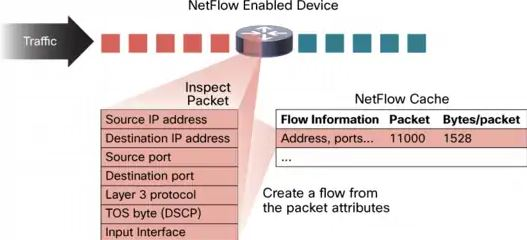 NetFlow Enabled Device
Traffic
Inspect
Packet
Source IP address
Destination IP address
Source port
Destination port
Layer 3 protocol
TOS byte (DSCP)
Input Interface
NetFlow Cache
Flow Information Packet Bytes/packet
Address, ports... 11000 1528
...
Create a flow from
the packet attributes